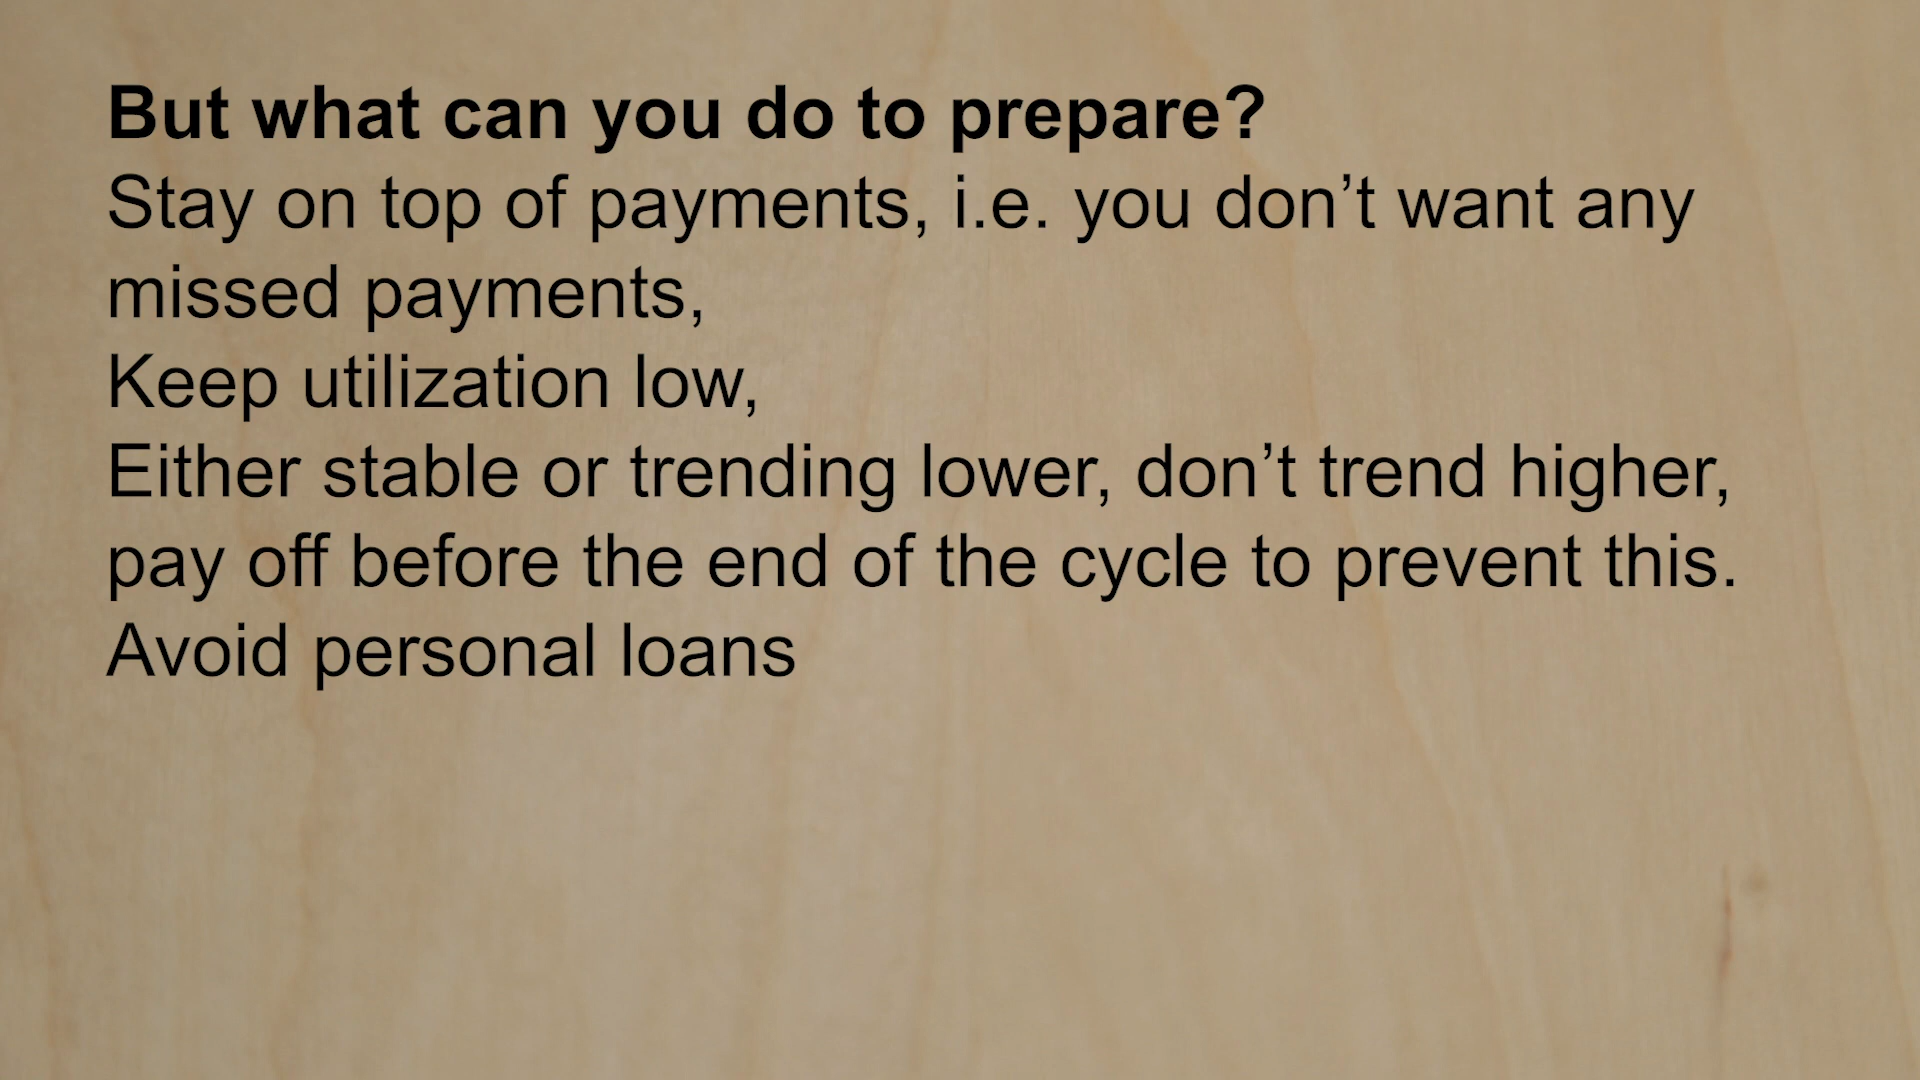 But what can you do to prepare?
Stay on top of payments, i.e. you don’t want any
missed payments,
Keep utilization low,
Either stable or trending lower, don’t trend higher,
pay off before the end of the cycle to prevent this.
Avoid personal loans